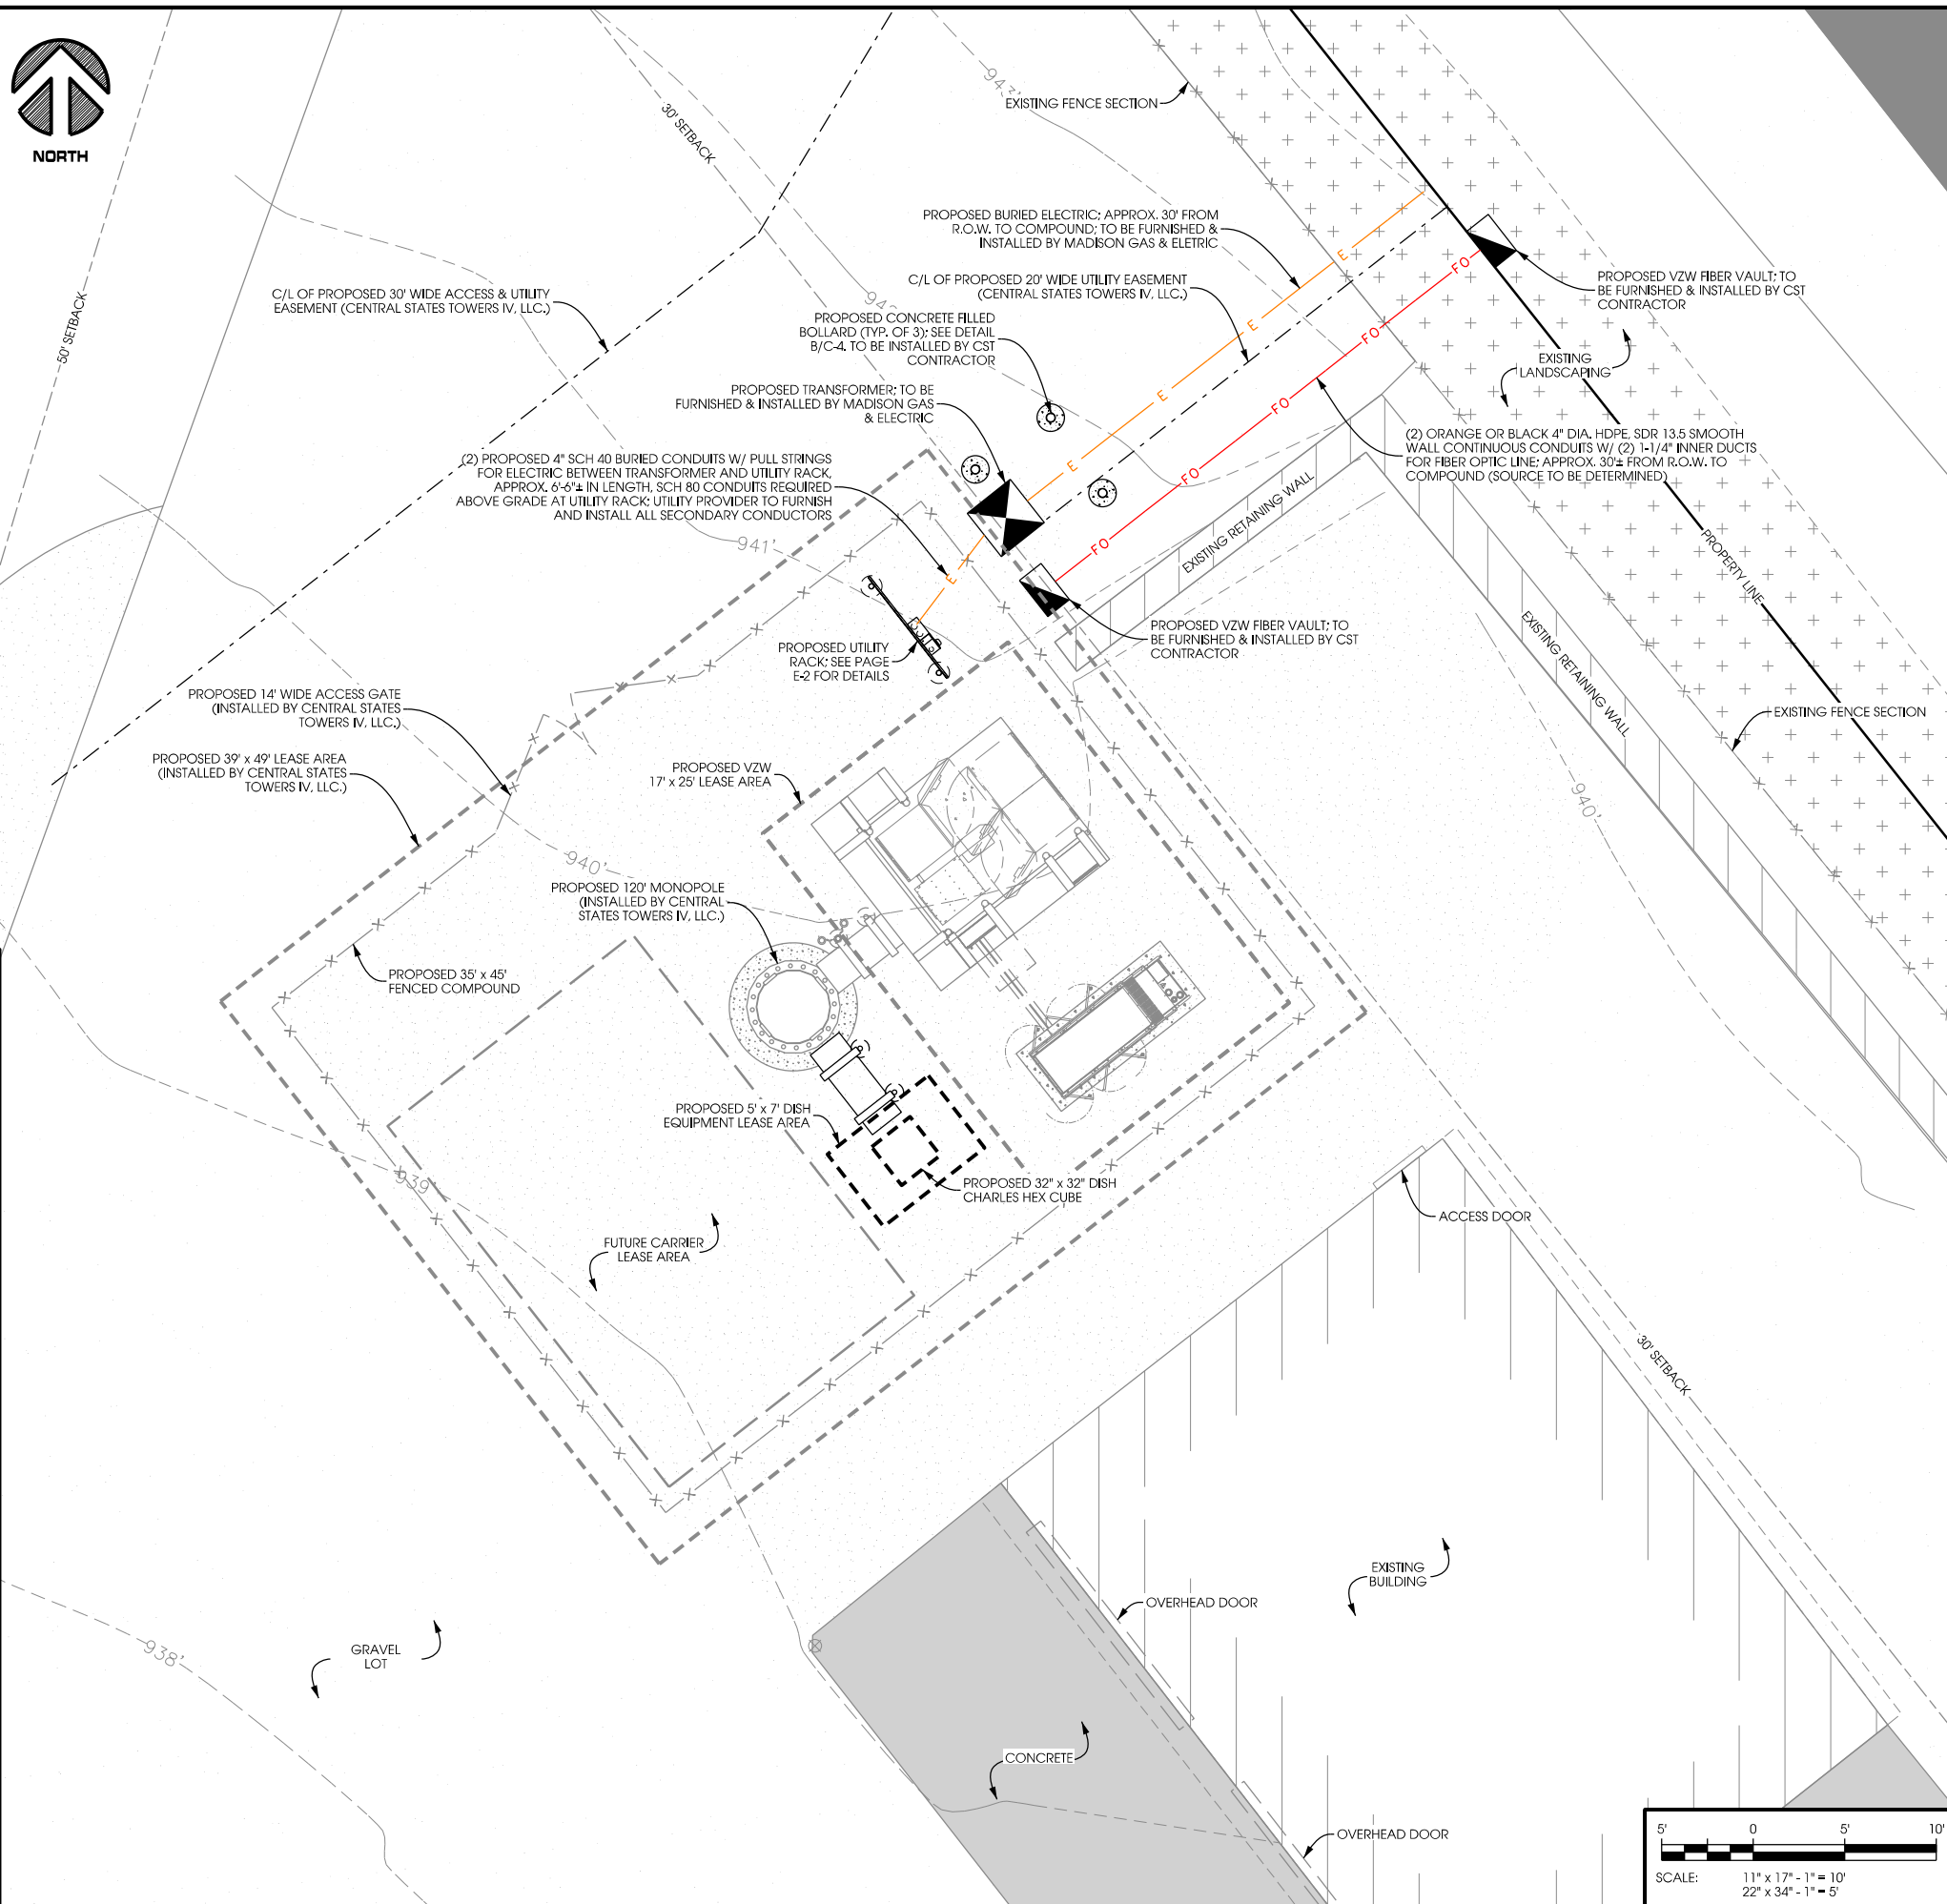 NORTH
50' SETBACK
30' SETBACK
943'
EXISTING FENCE SECTION
PROPOSED BURIED ELECTRIC; APPROX. 30' FROM
R.O.W. TO COMPOUND; TO BE FURNISHED &
INSTALLED BY MADISON GAS & ELETRIC
C/L OF PROPOSED 20' WIDE UTILITY EASEMENT
(CENTRAL STATES TOWERS IV, LLC.)
C/L OF PROPOSED 30' WIDE ACCESS & UTILITY
EASEMENT (CENTRAL STATES TOWERS IV, LLC.)
PROPOSED CONCRETE FILLED
BOLLARD (TYP. OF 3); SEE DETAIL
B/C-4. TO BE INSTALLED BY CST
CONTRACTOR
PROPOSED TRANSFORMER; TO BE
FURNISHED & INSTALLED BY MADISON GAS
& ELECTRIC
(2) PROPOSED 4" SCH 40 BURIED CONDUITS W/ PULL STRINGS
FOR ELECTRIC BETWEEN TRANSFORMER AND UTILITY RACK,
APPROX. 6'-6"± IN LENGTH, SCH 80 CONDUITS REQUIRED
ABOVE GRADE AT UTILITY RACK; UTILITY PROVIDER TO FURNISH
AND INSTALL ALL SECONDARY CONDUCTORS
E
E
E
E
E
FO
FO
FO
FO
FO
PROPOSED VZW FIBER VAULT; TO
BE FURNISHED & INSTALLED BY CST
CONTRACTOR
EXISTING
LANDSCAPING
(2) ORANGE OR BLACK 4" DIA. HDPE, SDR 13.5 SMOOTH
WALL CONTINUOUS CONDUITS W/ (2) 1-1/4" INNER DUCTS
FOR FIBER OPTIC LINE; APPROX. 30'± FROM R.O.W. TO
COMPOUND (SOURCE TO BE DETERMINED)
EXISTING RETAINING WALL
PROPERTY LINE
941'
PROPOSED VZW FIBER VAULT; TO
BE FURNISHED & INSTALLED BY CST
CONTRACTOR
PROPOSED UTILITY
RACK; SEE PAGE
E-2 FOR DETAILS
EXISTING RETAINING WALL
EXISTING FENCE SECTION
940'
PROPOSED 14' WIDE ACCESS GATE
(INSTALLED BY CENTRAL STATES
TOWERS IV, LLC.)
PROPOSED 39' x 49' LEASE AREA
(INSTALLED BY CENTRAL STATES
TOWERS IV, LLC.)
PROPOSED VZW
17' x 25' LEASE AREA
940'
PROPOSED 120' MONOPOLE
(INSTALLED BY CENTRAL
STATES TOWERS IV, LLC.)
PROPOSED 35' x 45'
FENCED COMPOUND
PROPOSED 5' x 7' DISH
EQUIPMENT LEASE AREA
PROPOSED 32" x 32" DISH
CHARLES HEX CUBE
939'
FUTURE CARRIER
LEASE AREA
ACCESS DOOR
30' SETBACK
EXISTING
BUILDING
OVERHEAD DOOR
938'
GRAVEL
LOT
CONCRETE
OVERHEAD DOOR
5' 0 5' 10'
SCALE: 11" x 17" - 1" = 10'
22" x 34" - 1" = 5'